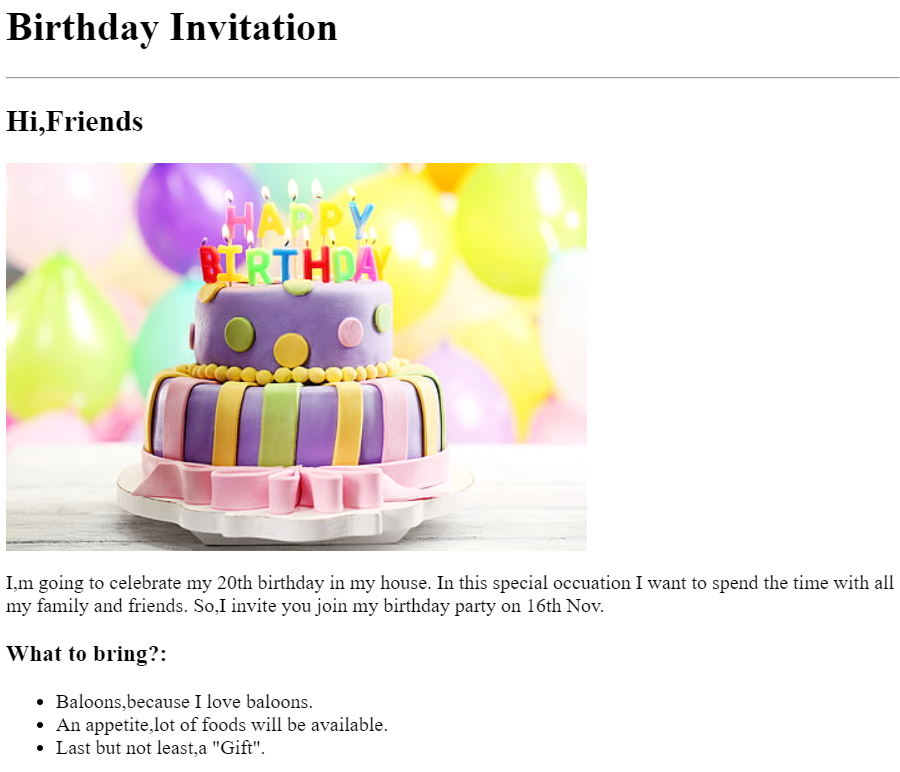 Birthday Invitation
Hi,Friends
HAPPY
BIRTHDAY
I,m going to celebrate my 20th birthday in my house. In this special occuation I want to spend the time with all
my family and friends. So,I invite you join my birthday party on 16th Nov.
What to bring?:
Baloons,because I love baloons.
An appetite,lot of foods will be available.
Last but not least,a "Gift".